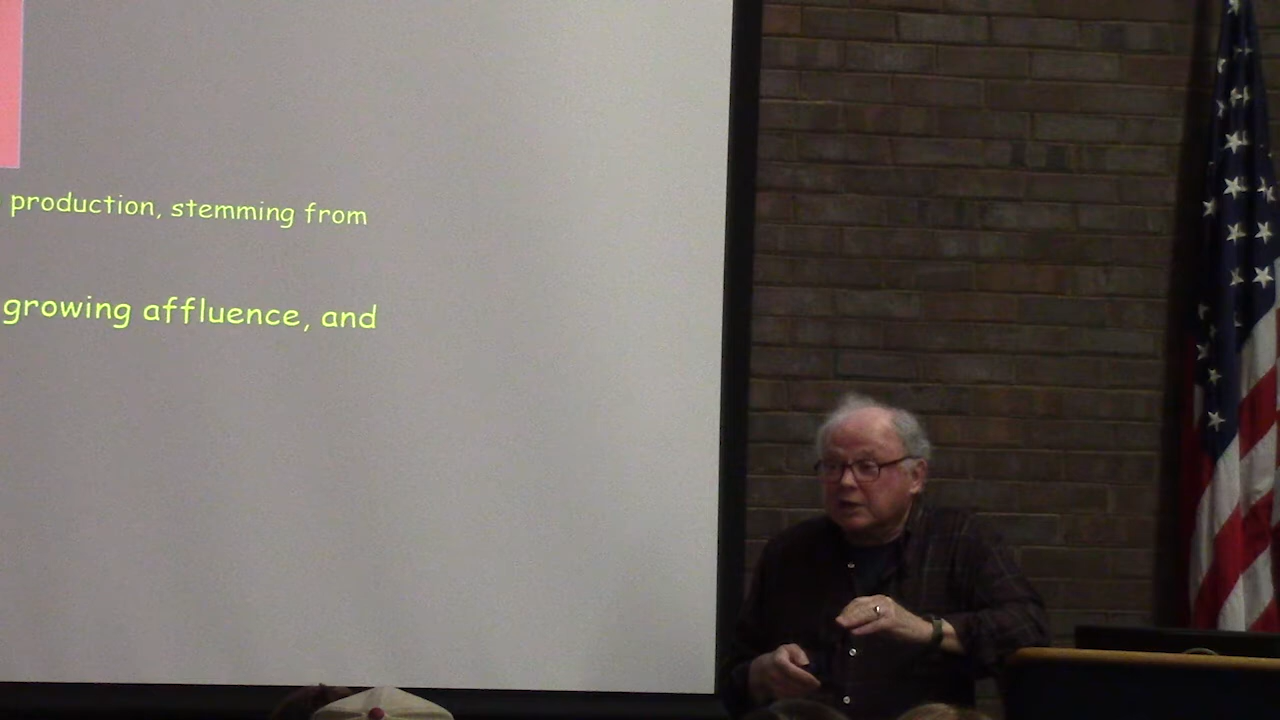 production, stemming from
growing affluence, and